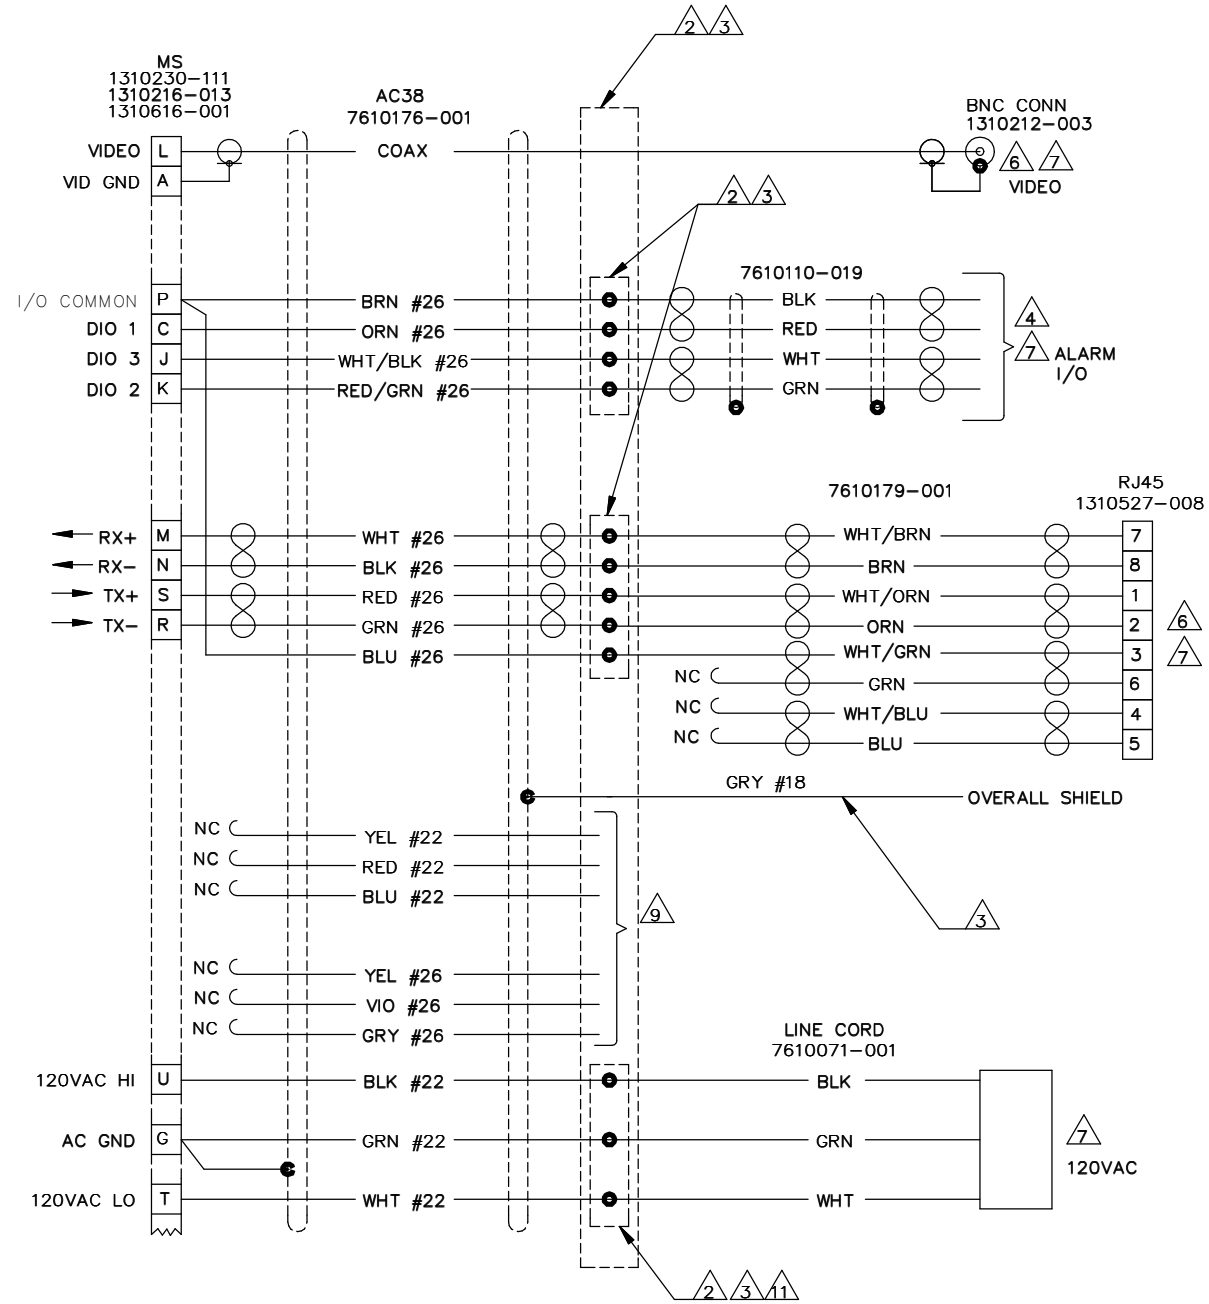 2 3
MS
1310230-111
1310216-013
1310616-001
AC38
7610176-001
BNC CONN
1310212-003
VIDEO L COAX 6 7
VID GND A VIDEO
2 3
7610110-019
I/O COMMON P BRN #26 BLK
DIO 1 C ORN #26 RED 4
DIO 3 J WHT/BLK #26 WHT 7 ALARM
I/O
DIO 2 K RED/GRN #26 GRN
7610179-001
RJ45
1310527-008
RX+ M WHT #26 WHT/BRN 7
RX- N BLK #26 BRN 8
TX+ S RED #26 WHT/ORN 1
TX- R GRN #26 ORN 2 6
BLU #26 WHT/GRN 3 7
NC GRN 6
NC WHT/BLU 4
NC BLU 5
GRY #18
OVERALL SHIELD
NC YEL #22
NC RED #22
NC BLU #22
9 3
NC YEL #26
NC VIO #26
NC GRY #26
LINE CORD
7610071-001
120VAC HI U BLK #22 BLK
AC GND G GRN #22 GRN 7
120VAC
120VAC LO T WHT #22 WHT
2 3 11